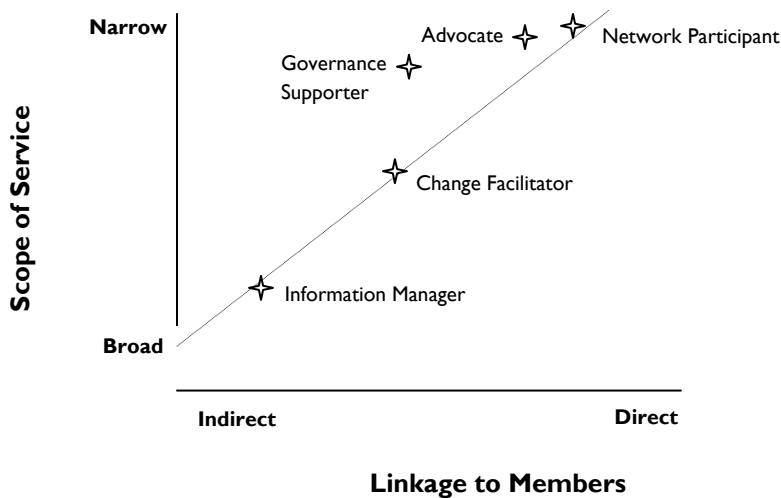 Narrow
Advocate
Network Participant
Governance
Supporter
Change Facilitator
Scope of Service
Information Manager
Broad
Indirect
Direct
Linkage to Members